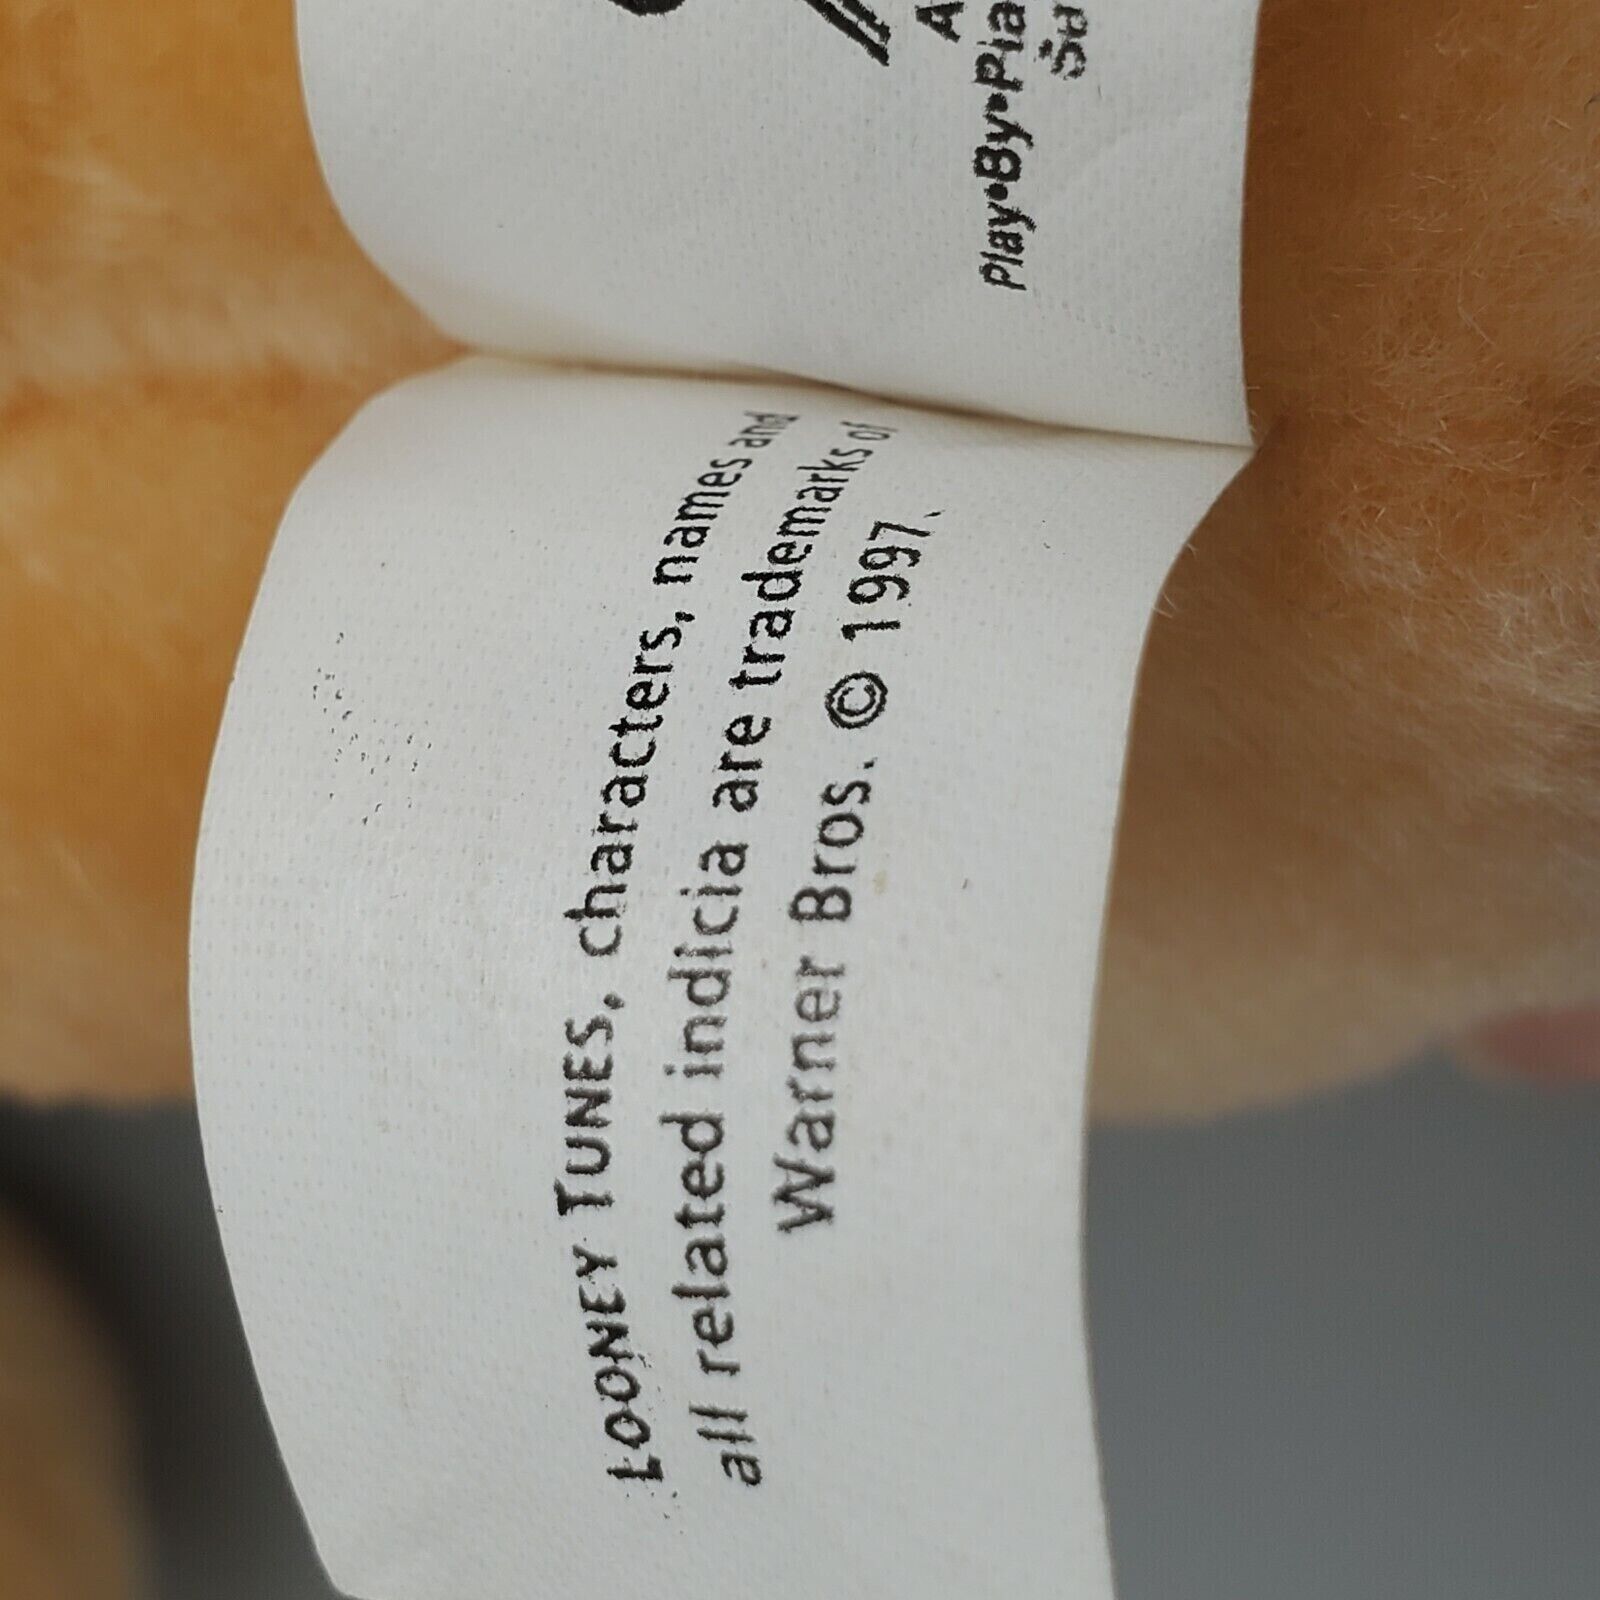 Play•By•Pla
LOONEY TUNES, characters, names and
all related indicia are trademarks of
Warner Bros. © 1997.